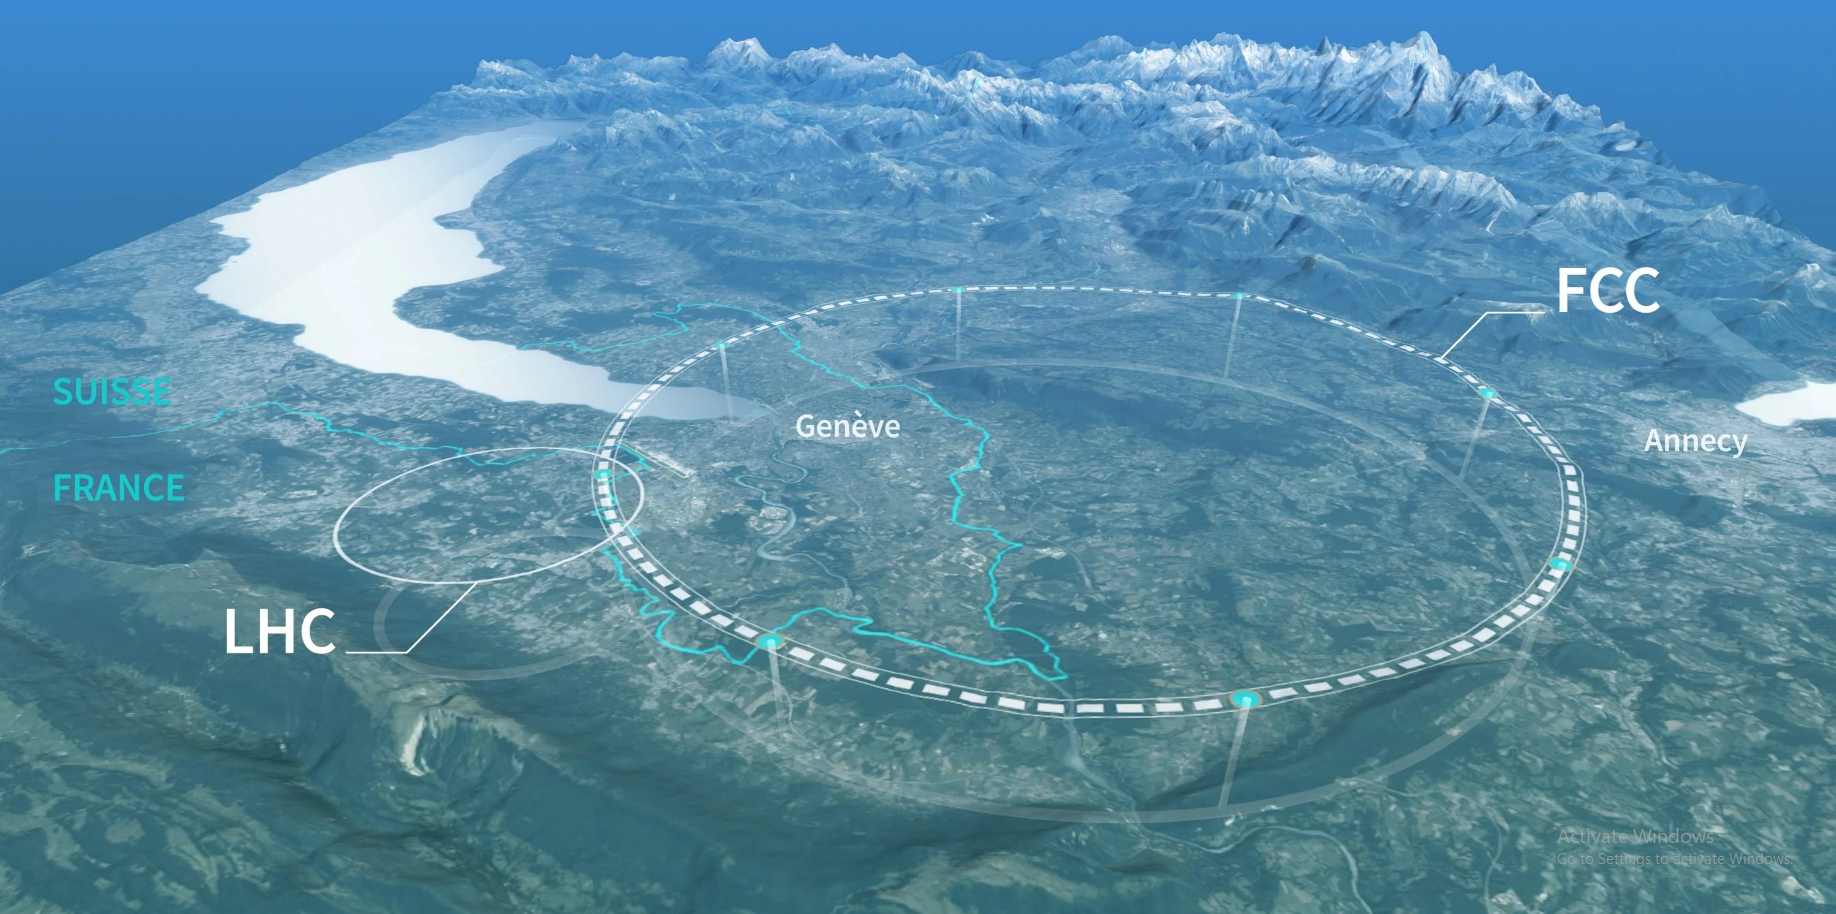 FCC
SUISSE
Genève
Annecy
FRANCE
LHC
Activate Windows
Go to Settings to activate Windows.